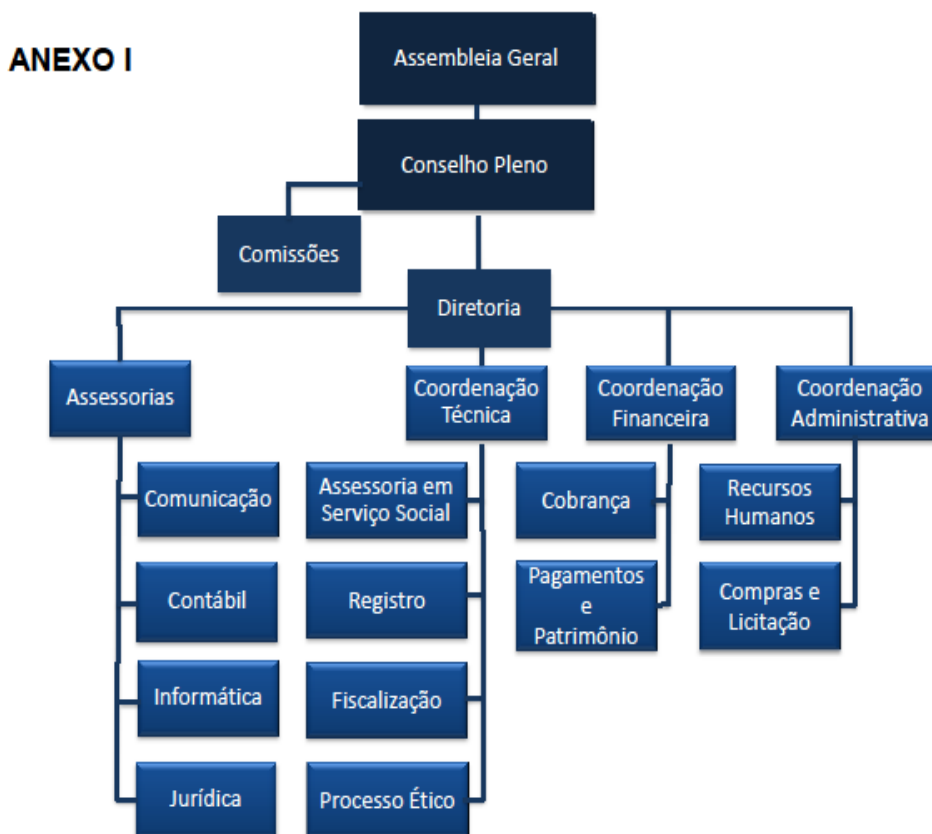 ANEXO I
Assembleia Geral
Conselho Pleno
Comissões
Diretoria
Assessorias
Coordenação
Técnica
Coordenação
Financeira
Coordenação
Administrativa
Comunicação
Contábil
Informática
Jurídica
Assessoria em
Serviço Social
Registro
Fiscalização
Processo Ético
Cobrança
Pagamentos
e
Patrimônio
Recursos
Humanos
Compras e
Licitação